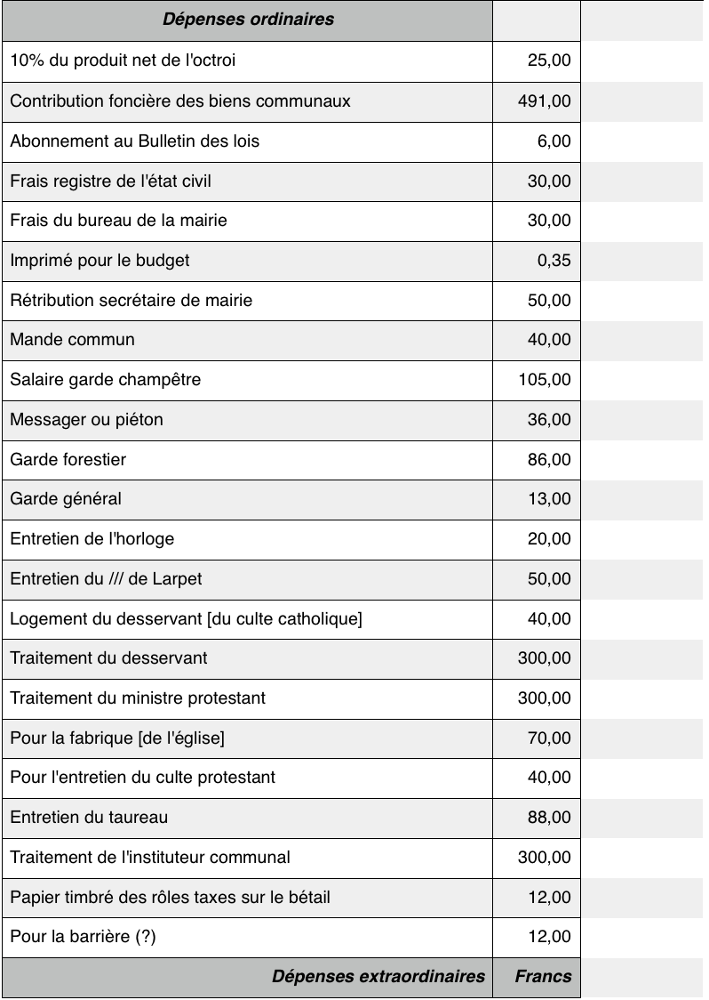 Dépenses ordinaires
10% du produit net de l'octroi 25,00
Contribution foncière des biens communaux 491,00
Abonnement au Bulletin des lois 6,00
Frais registre de l'état civil 30,00
Frais du bureau de la mairie 30,00
Imprimé pour le budget 0,35
Rétribution secrétaire de mairie 50,00
Mande commun 40,00
Salaire garde champêtre 105,00
Messager ou piéton 36,00
Garde forestier 86,00
Garde général 13,00
Entretien de l'horloge 20,00
Entretien du /// de Larpet 50,00
Logement du desservant [du culte catholique] 40,00
Traitement du desservant 300,00
Traitement du ministre protestant 300,00
Pour la fabrique [de l'église] 70,00
Pour l'entretien du culte protestant 40,00
Entretien du taureau 88,00
Traitement de l'instituteur communal 300,00
Papier timbré des rôles taxes sur le bétail 12,00
Pour la barrière (?) 12,00
Dépenses extraordinaires Francs